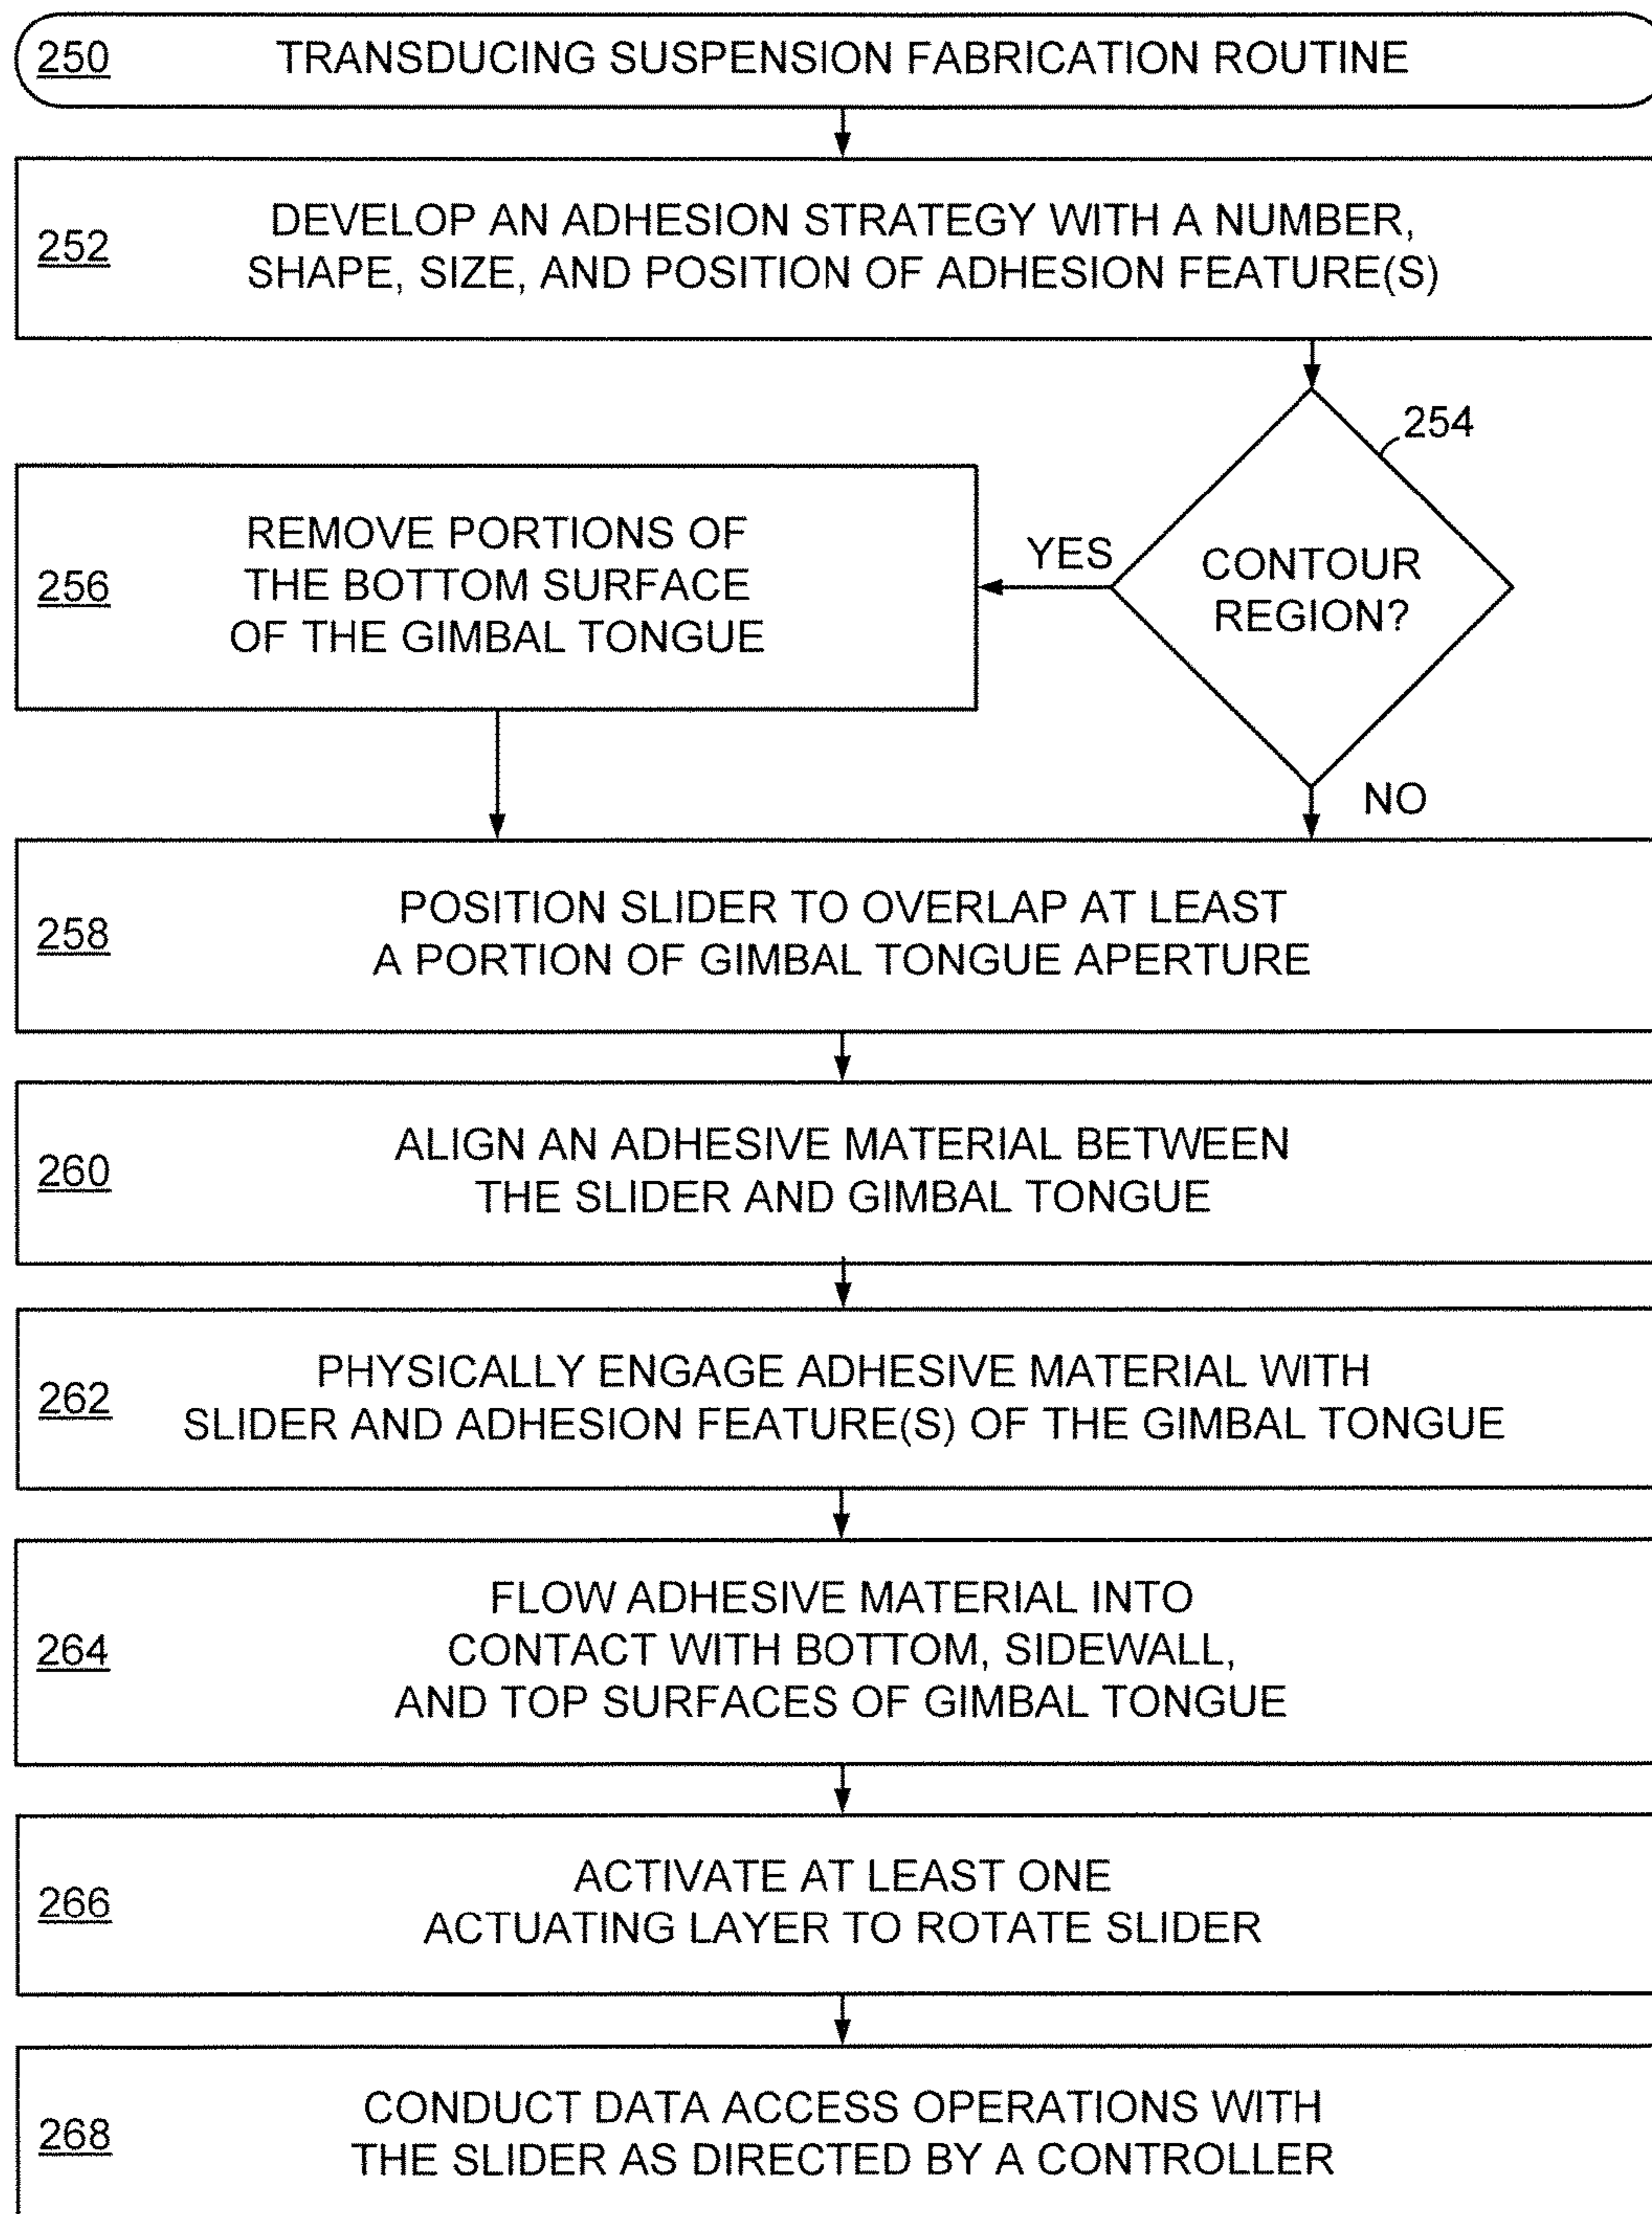 250 TRANSDUCING SUSPENSION FABRICATION ROUTINE
252
DEVELOP AN ADHESION STRATEGY WITH A NUMBER,
SHAPE, SIZE, AND POSITION OF ADHESION FEATURE(S)
254
CONTOUR
REGION?
YES
NO
256
REMOVE PORTIONS OF
THE BOTTOM SURFACE
OF THE GIMBAL TONGUE
258
POSITION SLIDER TO OVERLAP AT LEAST
A PORTION OF GIMBAL TONGUE APERTURE
260
ALIGN AN ADHESIVE MATERIAL BETWEEN
THE SLIDER AND GIMBAL TONGUE
262
PHYSICALLY ENGAGE ADHESIVE MATERIAL WITH
SLIDER AND ADHESION FEATURE(S) OF THE GIMBAL TONGUE
264
FLOW ADHESIVE MATERIAL INTO
CONTACT WITH BOTTOM, SIDEWALL,
AND TOP SURFACES OF GIMBAL TONGUE
266
ACTIVATE AT LEAST ONE
ACTUATING LAYER TO ROTATE SLIDER
268
CONDUCT DATA ACCESS OPERATIONS WITH
THE SLIDER AS DIRECTED BY A CONTROLLER